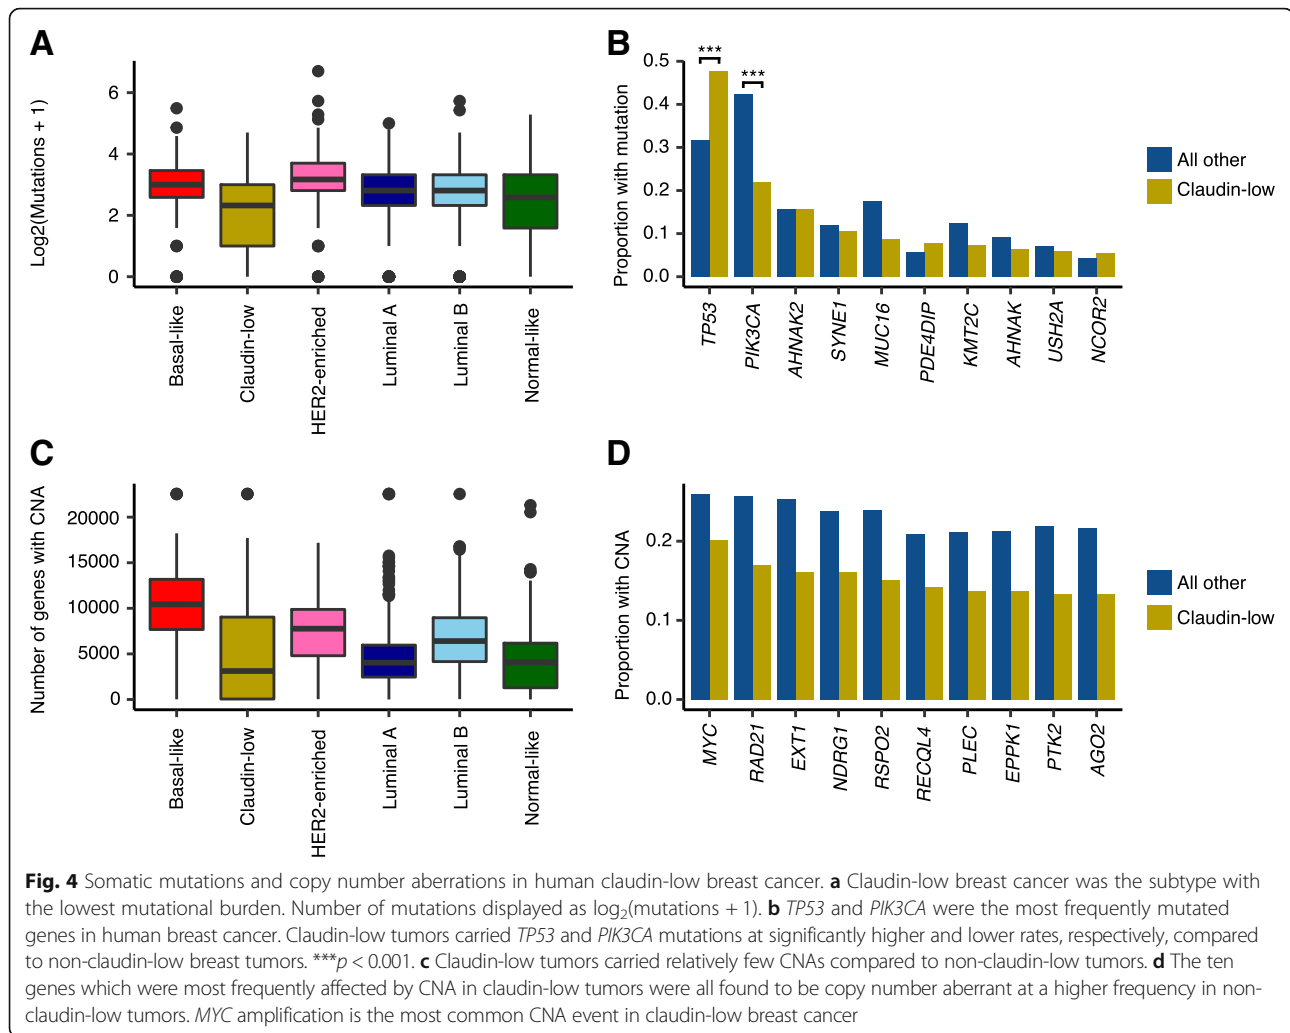 A
Log2(Mutations + 1)
6
4
2
0
Basal-like
Claudin-low
HER2-enriched
Luminal A
Luminal B
Normal-like
B
Proportion with mutation
0.5
0.4
0.3
0.2
0.1
0.0
***
***
TP53
PIK3CA
AHNAK2
SYNE1
MUC16
PDE4DIP
KMT2C
AHNAK
USH2A
NCOR2
All other
Claudin-low
C
Number of genes with CNA
20000
15000
10000
5000
0
Basal-like
Claudin-low
HER2-enriched
Luminal A
Luminal B
Normal-like
D
Proportion with CNA
0.2
0.1
0.0
MYC
RAD21
EXT1
NDRG1
RSPO2
RECQL4
PLEC
EPPK1
PTK2
AGO2
All other
Claudin-low
Fig. 4 Somatic mutations and copy number aberrations in human claudin-low breast cancer. a Claudin-low breast cancer was the subtype with
the lowest mutational burden. Number of mutations displayed as log₂(mutations + 1). b TP53 and PIK3CA were the most frequently mutated
genes in human breast cancer. Claudin-low tumors carried TP53 and PIK3CA mutations at significantly higher and lower rates, respectively, compared
to non-claudin-low breast tumors. ***p < 0.001. c Claudin-low tumors carried relatively few CNAs compared to non-claudin-low tumors. d The ten
genes which were most frequently affected by CNA in claudin-low tumors were all found to be copy number aberrant at a higher frequency in non-
claudin-low tumors. MYC amplification is the most common CNA event in claudin-low breast cancer